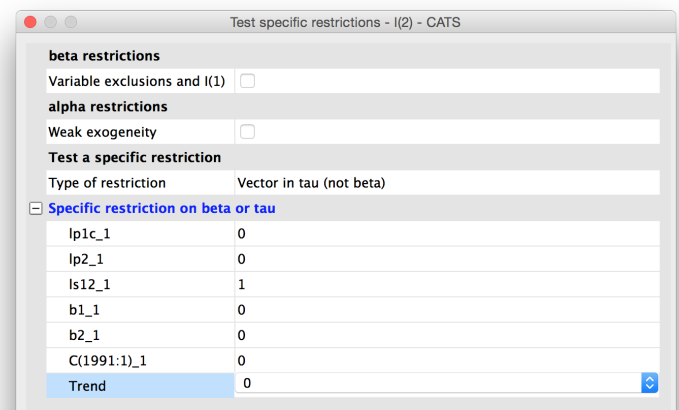 Test specific restrictions - I(2) - CATS
beta restrictions
Variable exclusions and I(1)
alpha restrictions
Weak exogeneity
Test a specific restriction
Type of restriction Vector in tau (not beta)
Specific restriction on beta or tau
lp1c_1 0
lp2_1 0
ls12_1 1
b1_1 0
b2_1 0
C(1991:1)_1 0
Trend 0